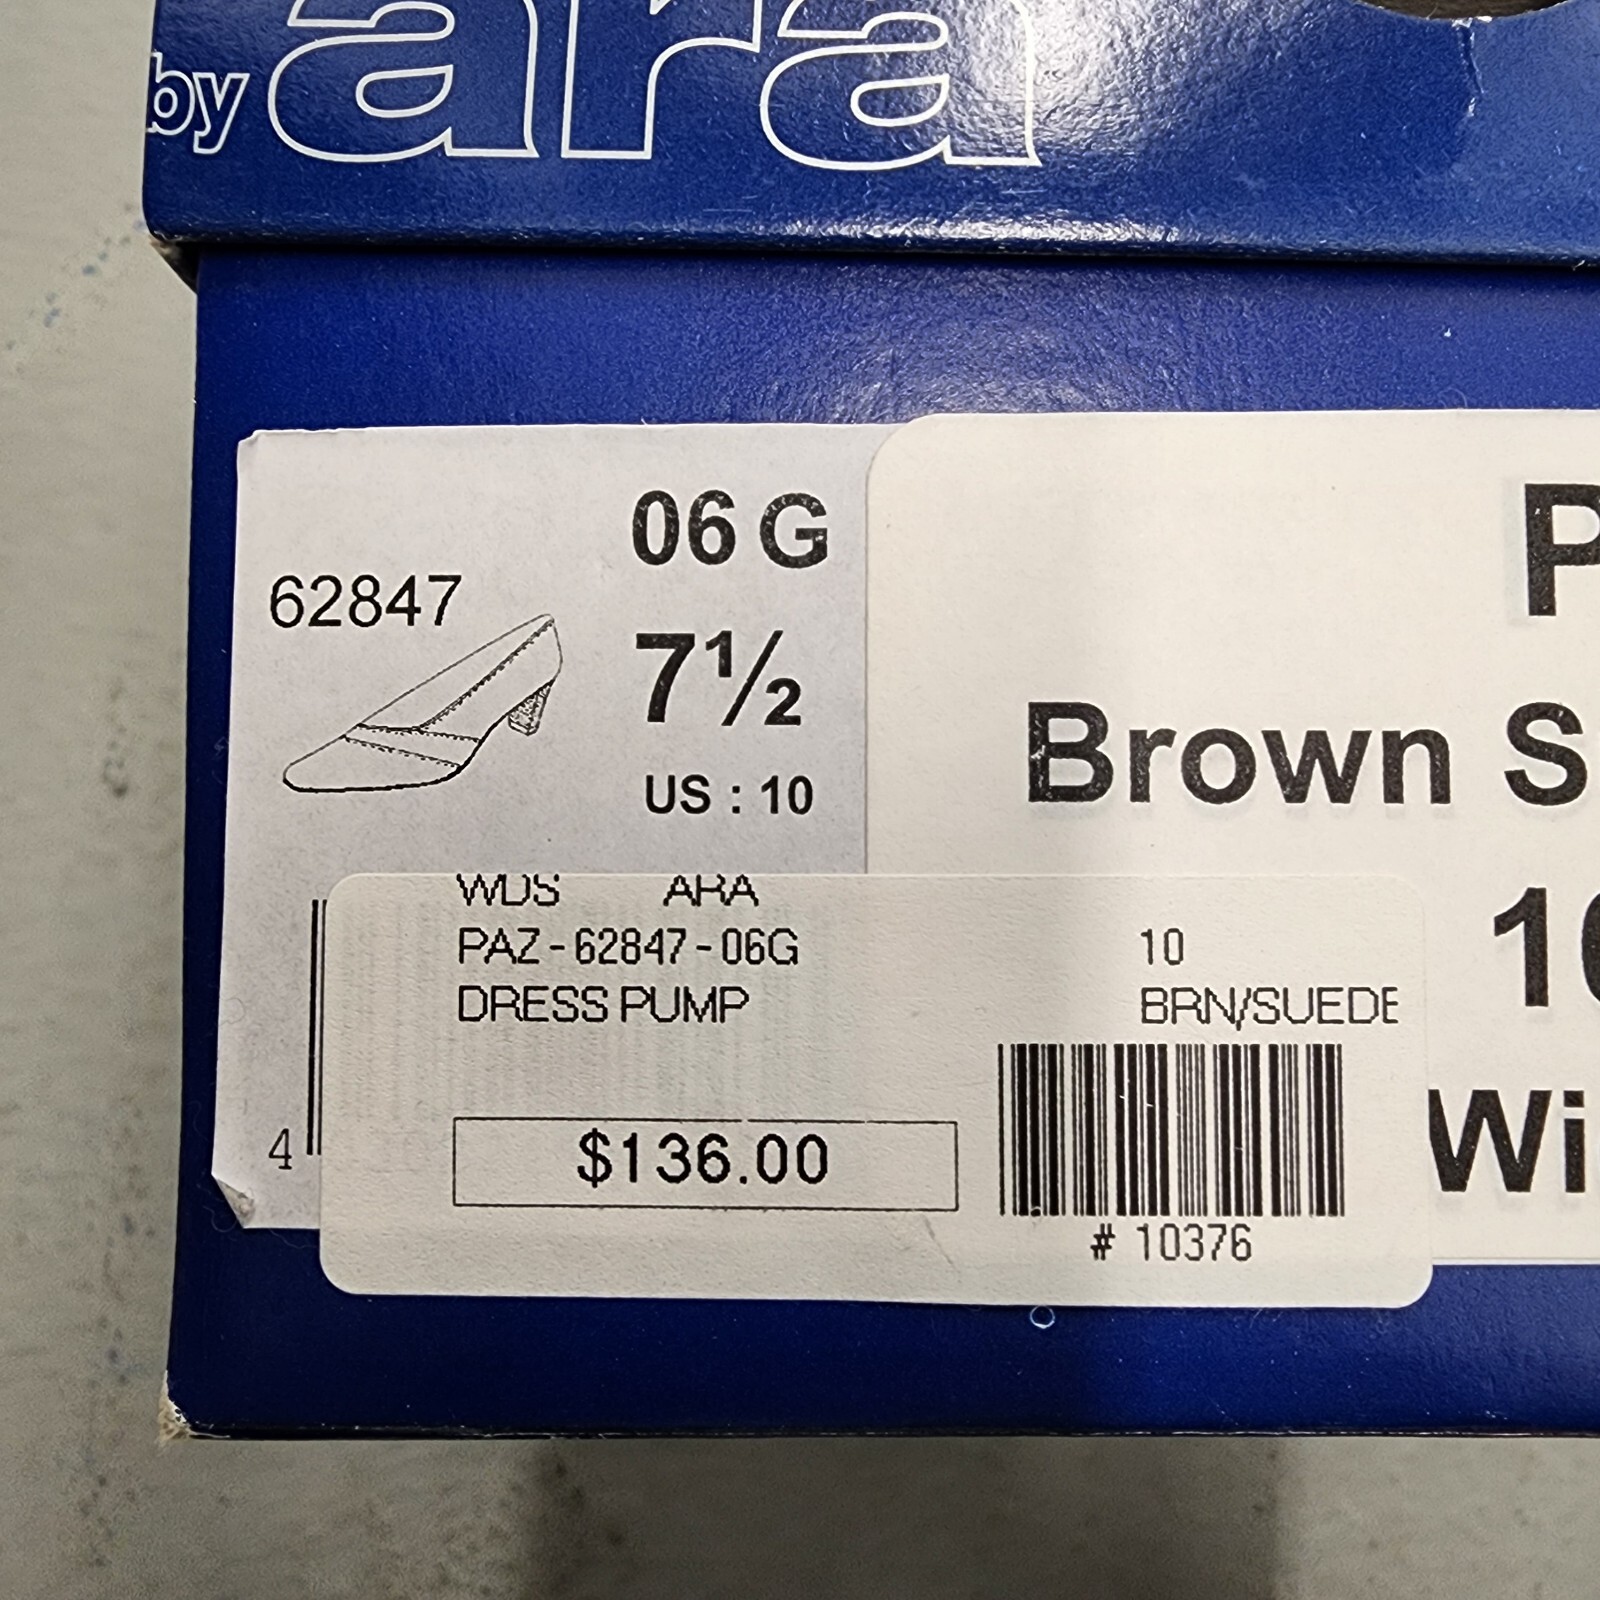 by ara
06 G
62847
7½
US : 10
P
Brown S
10
Wi
WDS ARA
PAZ-62847-06G 10
DRESS PUMP BRN/SUEDE
4
$136.00
# 10376